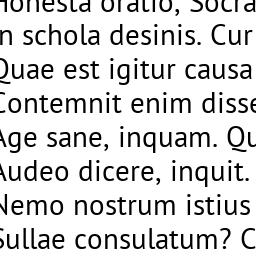 Honesta oratio, Socra
In schola desinis. Cur
Quae est igitur causa
Contemnit enim disse
Age sane, inquam. Qu
Audeo dicere, inquit.
Nemo nostrum istius
Sullae consulatum? C